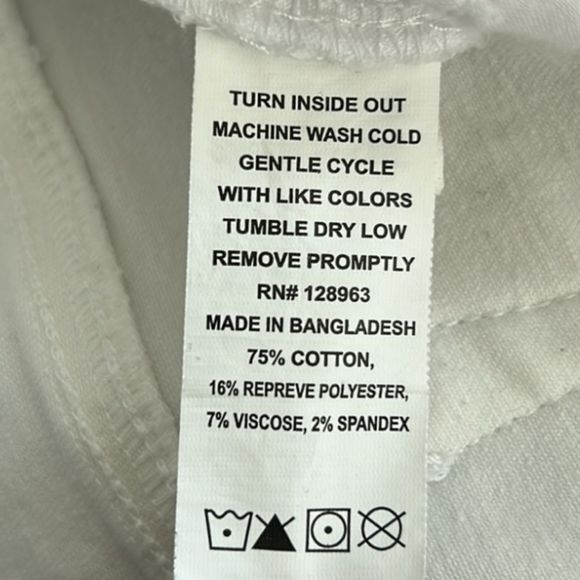 TURN INSIDE OUT
MACHINE WASH COLD
GENTLE CYCLE
WITH LIKE COLORS
TUMBLE DRY LOW
REMOVE PROMPTLY
RN# 128963
MADE IN BANGLADESH
75% COTTON,
16% REPREVE POLYESTER,
7% VISCOSE, 2% SPANDEX